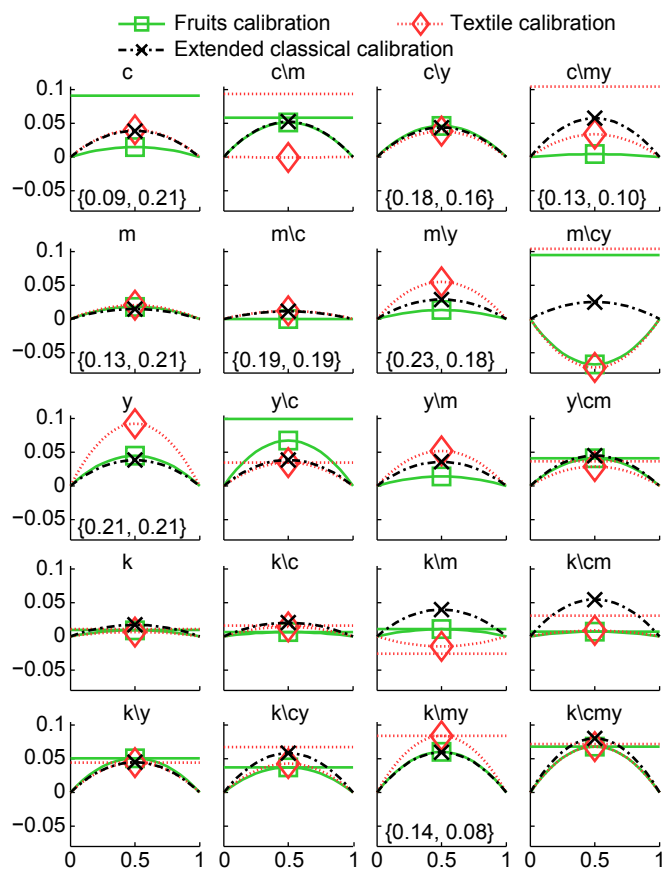 Fruits calibration
Textile calibration
Extended classical calibration
c
c\m
c\y
c\my
0.1
0.05
0
−0.05
{0.09, 0.21}
{0.18, 0.16}
{0.13, 0.10}
m
m\c
m\y
m\cy
0.1
0.05
0
−0.05
{0.13, 0.21}
{0.19, 0.19}
{0.23, 0.18}
y
y\c
y\m
y\cm
0.1
0.05
0
−0.05
{0.21, 0.21}
k
k\c
k\m
k\cm
0.1
0.05
0
−0.05
k\y
k\cy
k\my
k\cmy
0.1
0.05
0
−0.05
{0.14, 0.08}
0 0.5 1
0 0.5 1
0 0.5 1
0 0.5 1